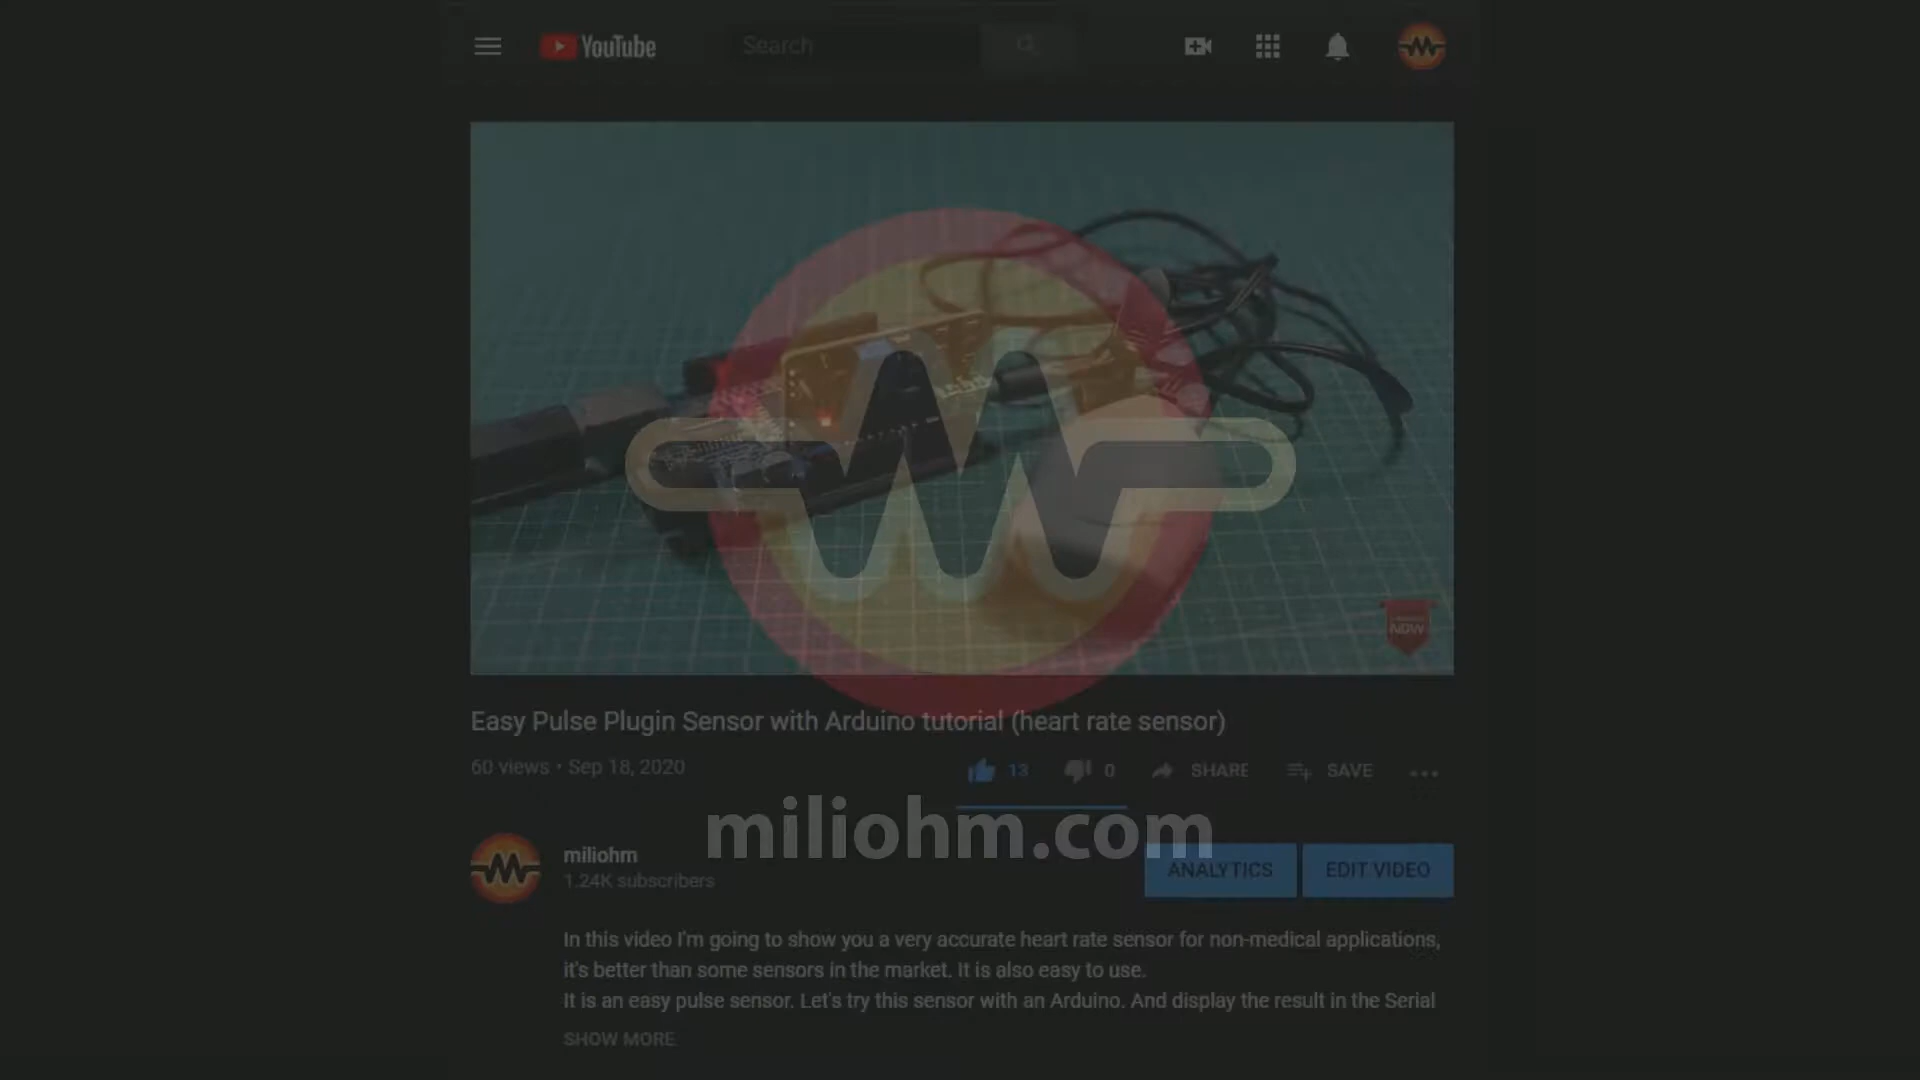 YouTube
Search
NOW
Easy Pulse Plugin Sensor with Arduino tutorial (heart rate sensor)
60 views • Sep 18, 2020
13
0
SHARE
SAVE
miliohm.com
miliohm
1.24K subscribers
ANALYTICS
EDIT VIDEO
In this video I'm going to show you a very accurate heart rate sensor for non-medical applications,
it's better than some sensors in the market. It is also easy to use.
It is an easy pulse sensor. Let's try this sensor with an Arduino. And display the result in the Serial
SHOW MORE